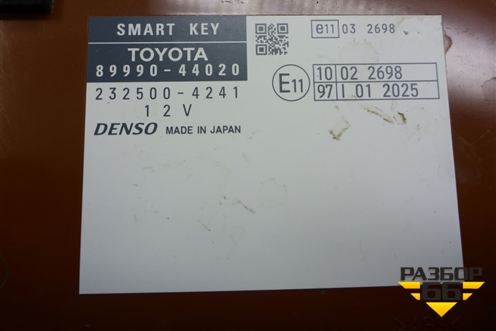 SMART KEY
TOYOTA
89990-44020
232500-4241
12V
DENSO MADE IN JAPAN
e11 03 2698
E11
10 02 2698
97 I 01 2025
РАЗБОР
66